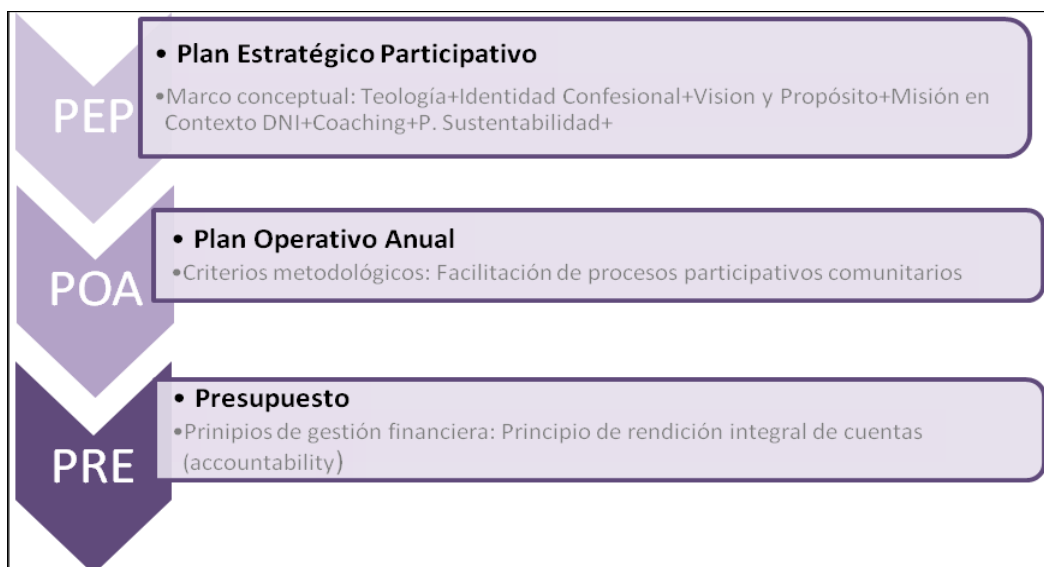 PEP
• Plan Estratégico Participativo
•Marco conceptual: Teología+Identidad Confesional+Vision y Propósito+Misión en
Contexto DNI+Coaching+P. Sustentabilidad+
POA
• Plan Operativo Anual
•Criterios metodológicos: Facilitación de procesos participativos comunitarios
PRE
• Presupuesto
•Prinipios de gestión financiera: Principio de rendición integral de cuentas
(accountability)